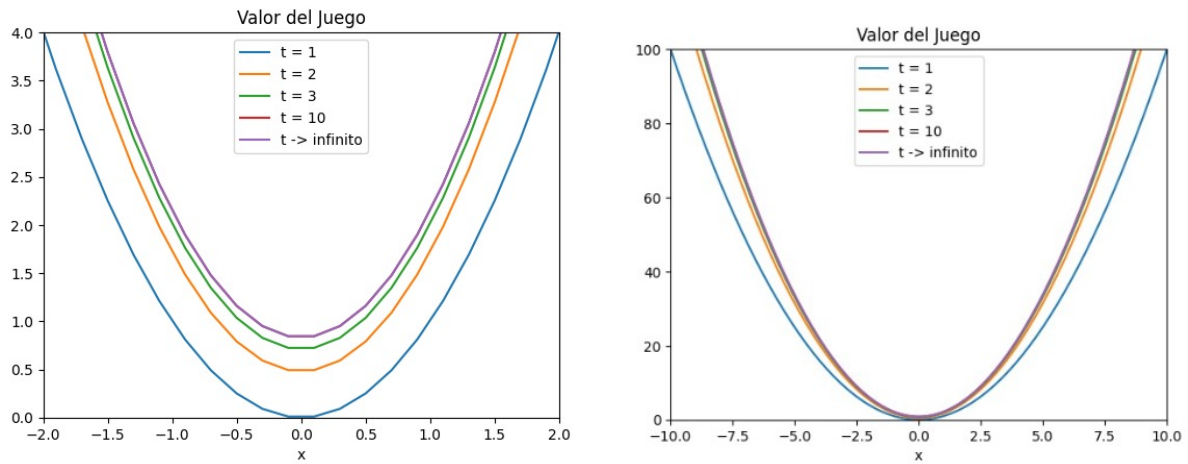 Valor del Juego
4.0
3.5
3.0
2.5
2.0
1.5
1.0
0.5
0.0
t = 1
t = 2
t = 3
t = 10
t -> infinito
−2.0 −1.5 −1.0 −0.5 0.0 0.5 1.0 1.5 2.0
x
Valor del Juego
100
80
60
40
20
0
t = 1
t = 2
t = 3
t = 10
t -> infinito
−10.0 −7.5 −5.0 −2.5 0.0 2.5 5.0 7.5 10.0
x